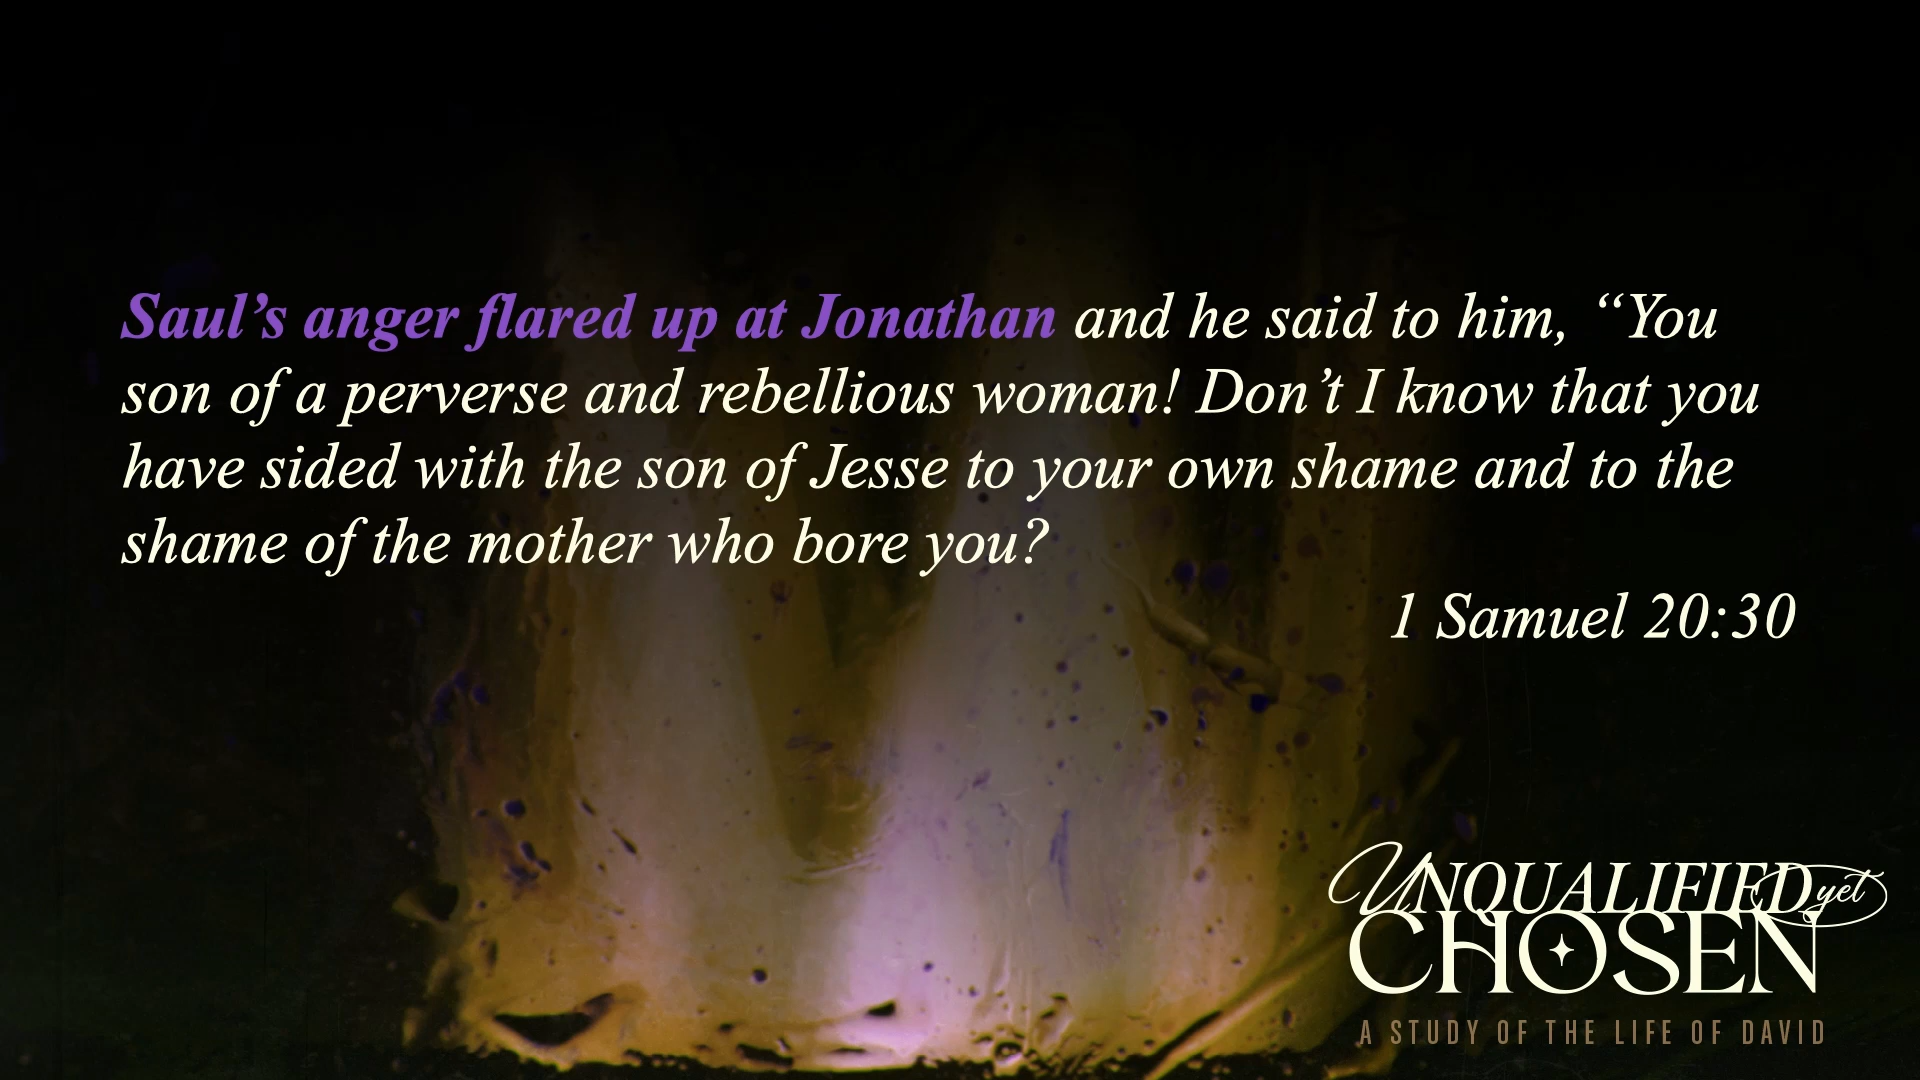 Saul’s anger flared up at Jonathan and he said to him, “You
son of a perverse and rebellious woman! Don’t I know that you
have sided with the son of Jesse to your own shame and to the
shame of the mother who bore you?
1 Samuel 20:30
UNQUALIFIED yet
CHOSEN
A STUDY OF THE LIFE OF DAVID